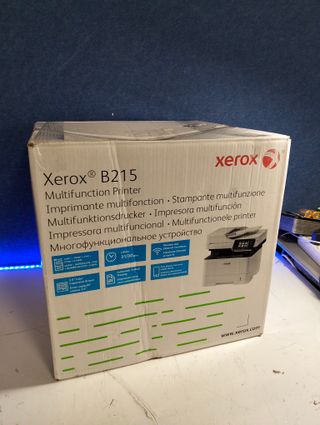 xerox
Xerox® B215
Multifunction Printer
Imprimante multifonction • Stampante multifunzione
Multifunktionsdrucker • Impresora multifunción
Impressora multifuncional • Multifunctionele printer
Многофункциональное устройство
www.xerox.com